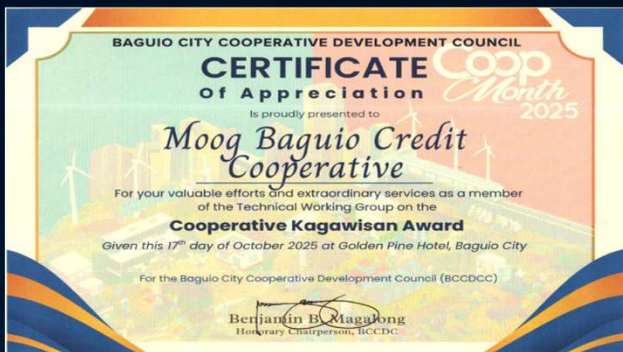 BAGUIO CITY COOPERATIVE DEVELOPMENT COUNCIL
CERTIFICATE
Of Appreciation
Coop
Month
2025
Is proudly presented to
Moog Baguio Credit
Cooperative
For your valuable efforts and extraordinary services as a member
of the Technical Working Group on the
Cooperative Kagawisan Award
Given this 17th day of October 2025 at Golden Pine Hotel, Baguio City
For the Baguio City Cooperative Development Council (BCCDCC)
Benjamin B. Magalong
Honorary Chairperson, BCCDC